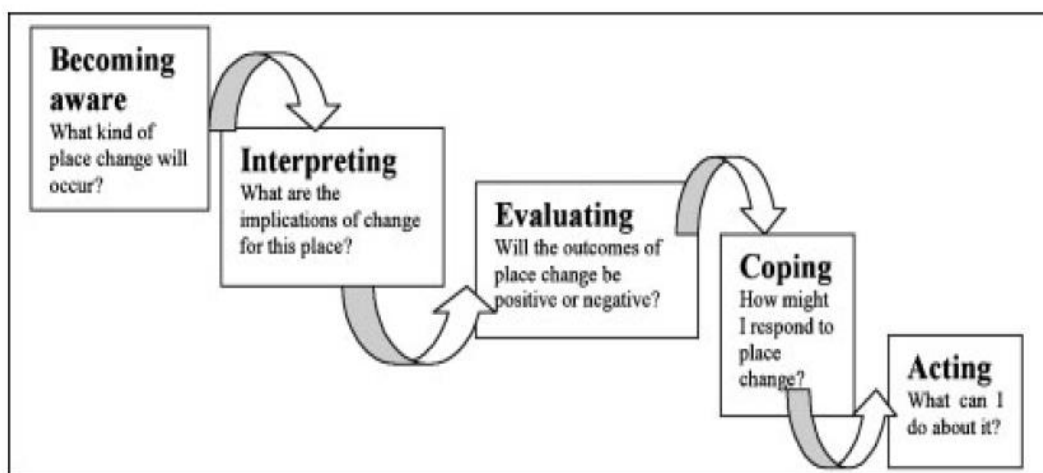 Becoming
aware
What kind of
place change will
occur?
Interpreting
What are the
implications of change
for this place?
Evaluating
Will the outcomes of
place change be
positive or negative?
Coping
How might
I respond to
place
change?
Acting
What can I
do about it?